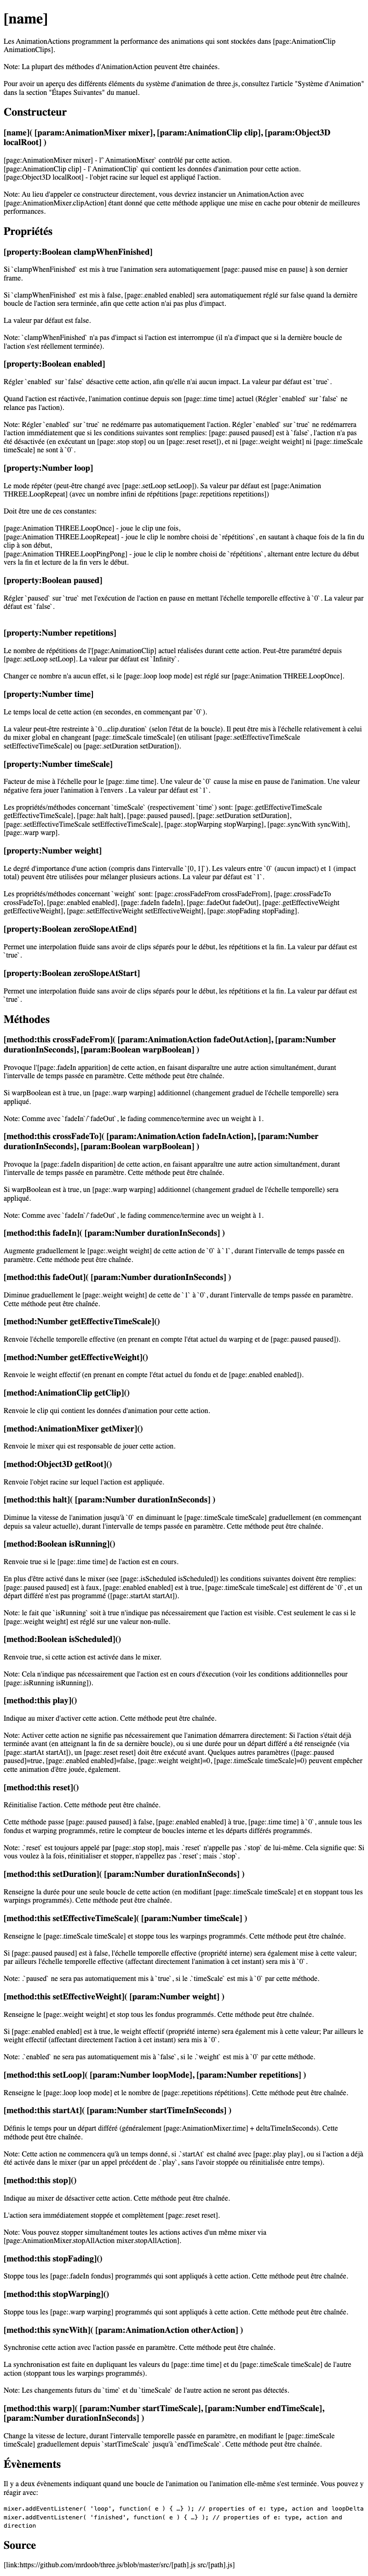 [name]
Les AnimationActions programment la performance des animations qui sont stockées dans [page:AnimationClip
AnimationClips].
Note: La plupart des méthodes d'AnimationAction peuvent être chainées.
Pour avoir un aperçu des différents éléments du système d'animation de three.js, consultez l'article "Système d'Animation"
dans la section "Étapes Suivantes" du manuel.
Constructeur
[name]( [param:AnimationMixer mixer], [param:AnimationClip clip], [param:Object3D
localRoot] )
[page:AnimationMixer mixer] - l'`AnimationMixer` contrôlé par cette action.
[page:AnimationClip clip] - l'`AnimationClip` qui contient les données d'animation pour cette action.
[page:Object3D localRoot] - l'objet racine sur lequel est appliqué l'action.
Note: Au lieu d'appeler ce constructeur directement, vous devriez instancier un AnimationAction avec
[page:AnimationMixer.clipAction] étant donné que cette méthode applique une mise en cache pour obtenir de meilleures
performances.
Propriétés
[property:Boolean clampWhenFinished]
Si `clampWhenFinished` est mis à true l'animation sera automatiquement [page:.paused mise en pause] à son dernier
frame.
Si `clampWhenFinished` est mis à false, [page:.enabled enabled] sera automatiquement réglé sur false quand la dernière
boucle de l'action sera terminée, afin que cette action n'ai pas plus d'impact.
La valeur par défaut est false.
Note: `clampWhenFinished` n'a pas d'impact si l'action est interrompue (il n'a d'impact que si la dernière boucle de
l'action s'est réellement terminée).
[property:Boolean enabled]
Régler `enabled` sur `false` désactive cette action, afin qu'elle n'ai aucun impact. La valeur par défaut est `true`.
Quand l'action est réactivée, l'animation continue depuis son [page:.time time] actuel (Régler `enabled` sur `false` ne
relance pas l'action).
Note: Régler `enabled` sur `true` ne redémarre pas automatiquement l'action. Régler `enabled` sur `true` ne redémarrera
l'action immédiatement que si les conditions suivantes sont remplies: [page:.paused paused] est à `false`, l'action n'a pas
été désactivée (en exécutant un [page:.stop stop] ou un [page:.reset reset]), et ni [page:.weight weight] ni [page:.timeScale
timeScale] ne sont à `0`.
[property:Number loop]
Le mode répéter (peut-être changé avec [page:.setLoop setLoop]). Sa valeur par défaut est [page:Animation
THREE.LoopRepeat] (avec un nombre infini de répétitions [page:.repetitions repetitions])
Doit être une de ces constantes:
[page:Animation THREE.LoopOnce] - joue le clip une fois,
[page:Animation THREE.LoopRepeat] - joue le clip le nombre choisi de `répétitions`, en sautant à chaque fois de la fin du
clip à son début,
[page:Animation THREE.LoopPingPong] - joue le clip le nombre choisi de `répétitions`, alternant entre lecture du début
vers la fin et lecture de la fin vers le début.
[property:Boolean paused]
Régler `paused` sur `true` met l'exécution de l'action en pause en mettant l'échelle temporelle effective à `0`. La valeur par
défaut est `false`.
[property:Number repetitions]
Le nombre de répétitions de l'[page:AnimationClip] actuel réalisées durant cette action. Peut-être paramétré depuis
[page:.setLoop setLoop]. La valeur par défaut est `Infinity`.
Changer ce nombre n'a aucun effet, si le [page:.loop loop mode] est réglé sur [page:Animation THREE.LoopOnce].
[property:Number time]
Le temps local de cette action (en secondes, en commençant par `0`).
La valeur peut-être restreinte à `0...clip.duration` (selon l'état de la boucle). Il peut être mis à l'échelle relativement à celui
du mixer global en changeant [page:.timeScale timeScale] (en utilisant [page:.setEffectiveTimeScale
setEffectiveTimeScale] ou [page:.setDuration setDuration]).
[property:Number timeScale]
Facteur de mise à l'échelle pour le [page:.time time]. Une valeur de `0` cause la mise en pause de l'animation. Une valeur
négative fera jouer l'animation à l'envers . La valeur par défaut est `1`.
Les propriétés/méthodes concernant `timeScale` (respectivement `time`) sont: [page:.getEffectiveTimeScale
getEffectiveTimeScale], [page:.halt halt], [page:.paused paused], [page:.setDuration setDuration],
[page:.setEffectiveTimeScale setEffectiveTimeScale], [page:.stopWarping stopWarping], [page:.syncWith syncWith],
[page:.warp warp].
[property:Number weight]
Le degré d'importance d'une action (compris dans l'intervalle `[0, 1]`). Les valeurs entre `0` (aucun impact) et 1 (impact
total) peuvent être utilisées pour mélanger plusieurs actions. La valeur par défaut est `1`.
Les propriétés/méthodes concernant `weight` sont: [page:.crossFadeFrom crossFadeFrom], [page:.crossFadeTo
crossFadeTo], [page:.enabled enabled], [page:.fadeIn fadeIn], [page:.fadeOut fadeOut], [page:.getEffectiveWeight
getEffectiveWeight], [page:.setEffectiveWeight setEffectiveWeight], [page:.stopFading stopFading].
[property:Boolean zeroSlopeAtEnd]
Permet une interpolation fluide sans avoir de clips séparés pour le début, les répétitions et la fin. La valeur par défaut est
`true`.
[property:Boolean zeroSlopeAtStart]
Permet une interpolation fluide sans avoir de clips séparés pour le début, les répétitions et la fin. La valeur par défaut est
`true`.
Méthodes
[method:this crossFadeFrom]( [param:AnimationAction fadeOutAction], [param:Number
durationInSeconds], [param:Boolean warpBoolean] )
Provoque l'[page:.fadeIn apparition] de cette action, en faisant disparaître une autre action simultanément, durant
l'intervalle de temps passée en paramètre. Cette méthode peut être chaînée.
Si warpBoolean est à true, un [page:.warp warping] additionnel (changement graduel de l'échelle temporelle) sera
appliqué.
Note: Comme avec `fadeIn`/`fadeOut`, le fading commence/termine avec un weight à 1.
[method:this crossFadeTo]( [param:AnimationAction fadeInAction], [param:Number
durationInSeconds], [param:Boolean warpBoolean] )
Provoque la [page:.fadeIn disparition] de cette action, en faisant apparaître une autre action simultanément, durant
l'intervalle de temps passée en paramètre. Cette méthode peut être chaînée.
Si warpBoolean est à true, un [page:.warp warping] additionnel (changement graduel de l'échelle temporelle) sera
appliqué.
Note: Comme avec `fadeIn`/`fadeOut`, le fading commence/termine avec un weight à 1.
[method:this fadeIn]( [param:Number durationInSeconds] )
Augmente graduellement le [page:.weight weight] de cette action de `0` à `1`, durant l'intervalle de temps passée en
paramètre. Cette méthode peut être chaînée.
[method:this fadeOut]( [param:Number durationInSeconds] )
Diminue graduellement le [page:.weight weight] de cette de `1` à `0`, durant l'intervalle de temps passée en paramètre.
Cette méthode peut être chaînée.
[method:Number getEffectiveTimeScale]()
Renvoie l'échelle temporelle effective (en prenant en compte l'état actuel du warping et de [page:.paused paused]).
[method:Number getEffectiveWeight]()
Renvoie le weight effectif (en prenant en compte l'état actuel du fondu et de [page:.enabled enabled]).
[method:AnimationClip getClip]()
Renvoie le clip qui contient les données d'animation pour cette action.
[method:AnimationMixer getMixer]()
Renvoie le mixer qui est responsable de jouer cette action.
[method:Object3D getRoot]()
Renvoie l'objet racine sur lequel l'action est appliquée.
[method:this halt]( [param:Number durationInSeconds] )
Diminue la vitesse de l'animation jusqu'à `0` en diminuant le [page:.timeScale timeScale] graduellement (en commençant
depuis sa valeur actuelle), durant l'intervalle de temps passée en paramètre. Cette méthode peut être chaînée.
[method:Boolean isRunning]()
Renvoie true si le [page:.time time] de l'action est en cours.
En plus d'être activé dans le mixer (see [page:.isScheduled isScheduled]) les conditions suivantes doivent être remplies:
[page:.paused paused] est à faux, [page:.enabled enabled] est à true, [page:.timeScale timeScale] est différent de `0`, et un
départ différé n'est pas programmé ([page:.startAt startAt]).
Note: le fait que `isRunning` soit à true n'indique pas nécessairement que l'action est visible. C'est seulement le cas si le
[page:.weight weight] est réglé sur une valeur non-nulle.
[method:Boolean isScheduled]()
Renvoie true, si cette action est activée dans le mixer.
Note: Cela n'indique pas nécessairement que l'action est en cours d'éxécution (voir les conditions additionnelles pour
[page:.isRunning isRunning]).
[method:this play]()
Indique au mixer d'activer cette action. Cette méthode peut être chaînée.
Note: Activer cette action ne signifie pas nécessairement que l'animation démarrera directement: Si l'action s'était déjà
terminée avant (en atteignant la fin de sa dernière boucle), ou si une durée pour un départ différé a été renseignée (via
[page:.startAt startAt]), un [page:.reset reset] doit être exécuté avant. Quelques autres paramètres ([page:.paused
paused]=true, [page:.enabled enabled]=false, [page:.weight weight]=0, [page:.timeScale timeScale]=0) peuvent empêcher
cette animation d'être jouée, également.
[method:this reset]()
Réinitialise l'action. Cette méthode peut être chaînée.
Cette méthode passe [page:.paused paused] à false, [page:.enabled enabled] à true, [page:.time time] à `0`, annule tous les
fondus et warping programmés, retire le compteur de boucles interne et les départs différés programmés.
Note: .`reset` est toujours appelé par [page:.stop stop], mais .`reset` n'appelle pas .`stop` de lui-même. Cela signifie que: Si
vous voulez à la fois, réinitialiser et stopper, n'appellez pas .`reset`; mais .`stop`.
[method:this setDuration]( [param:Number durationInSeconds] )
Renseigne la durée pour une seule boucle de cette action (en modifiant [page:.timeScale timeScale] et en stoppant tous les
warpings programmés). Cette méthode peut être chaînée.
[method:this setEffectiveTimeScale]( [param:Number timeScale] )
Renseigne le [page:.timeScale timeScale] et stoppe tous les warpings programmés. Cette méthode peut être chaînée.
Si [page:.paused paused] est à false, l'échelle temporelle effective (propriété interne) sera également mise à cette valeur;
par ailleurs l'échelle temporelle effective (affectant directement l'animation à cet instant) sera mis à `0`.
Note: .`paused` ne sera pas automatiquement mis à `true`, si le .`timeScale` est mis à `0` par cette méthode.
[method:this setEffectiveWeight]( [param:Number weight] )
Renseigne le [page:.weight weight] et stop tous les fondus programmés. Cette méthode peut être chaînée.
Si [page:.enabled enabled] est à true, le weight effectif (propriété interne) sera également mis à cette valeur; Par ailleurs le
weight effectif (affectant directement l'action à cet instant) sera mis à `0`.
Note: .`enabled` ne sera pas automatiquement mis à `false`, si le .`weight` est mis à `0` par cette méthode.
[method:this setLoop]( [param:Number loopMode], [param:Number repetitions] )
Renseigne le [page:.loop loop mode] et le nombre de [page:.repetitions répétitions]. Cette méthode peut être chaînée.
[method:this startAt]( [param:Number startTimeInSeconds] )
Définis le temps pour un départ différé (généralement [page:AnimationMixer.time] + deltaTimeInSeconds). Cette
méthode peut être chaînée.
Note: Cette action ne commencera qu'à un temps donné, si .`startAt` est chaîné avec [page:.play play], ou si l'action a déjà
été activée dans le mixer (par un appel précédent de .`play`, sans l'avoir stoppée ou réinitialisée entre temps).
[method:this stop]()
Indique au mixer de désactiver cette action. Cette méthode peut être chaînée.
L'action sera immédiatement stoppée et complètement [page:.reset reset].
Note: Vous pouvez stopper simultanément toutes les actions actives d'un même mixer via
[page:AnimationMixer.stopAllAction mixer.stopAllAction].
[method:this stopFading]()
Stoppe tous les [page:.fadeIn fondus] programmés qui sont appliqués à cette action. Cette méthode peut être chaînée.
[method:this stopWarping]()
Stoppe tous les [page:.warp warping] programmés qui sont appliqués à cette action. Cette méthode peut être chaînée.
[method:this syncWith]( [param:AnimationAction otherAction] )
Synchronise cette action avec l'action passée en paramètre. Cette méthode peut être chaînée.
La synchronisation est faite en dupliquant les valeurs du [page:.time time] et du [page:.timeScale timeScale] de l'autre
action (stoppant tous les warpings programmés).
Note: Les changements futurs du `time` et du `timeScale` de l'autre action ne seront pas détectés.
[method:this warp]( [param:Number startTimeScale], [param:Number endTimeScale],
[param:Number durationInSeconds] )
Change la vitesse de lecture, durant l'intervalle temporelle passée en paramètre, en modifiant le [page:.timeScale
timeScale] graduellement depuis `startTimeScale` jusqu'à `endTimeScale`. Cette méthode peut être chaînée.
Évènements
Il y a deux évènements indiquant quand une boucle de l'animation ou l'animation elle-même s'est terminée. Vous pouvez y
réagir avec:
mixer.addEventListener( 'loop', function( e ) { …} ); // properties of e: type, action and loopDelta
mixer.addEventListener( 'finished', function( e ) { …} ); // properties of e: type, action and
direction
Source
[link:https://github.com/mrdoob/three.js/blob/master/src/[path].js src/[path].js]